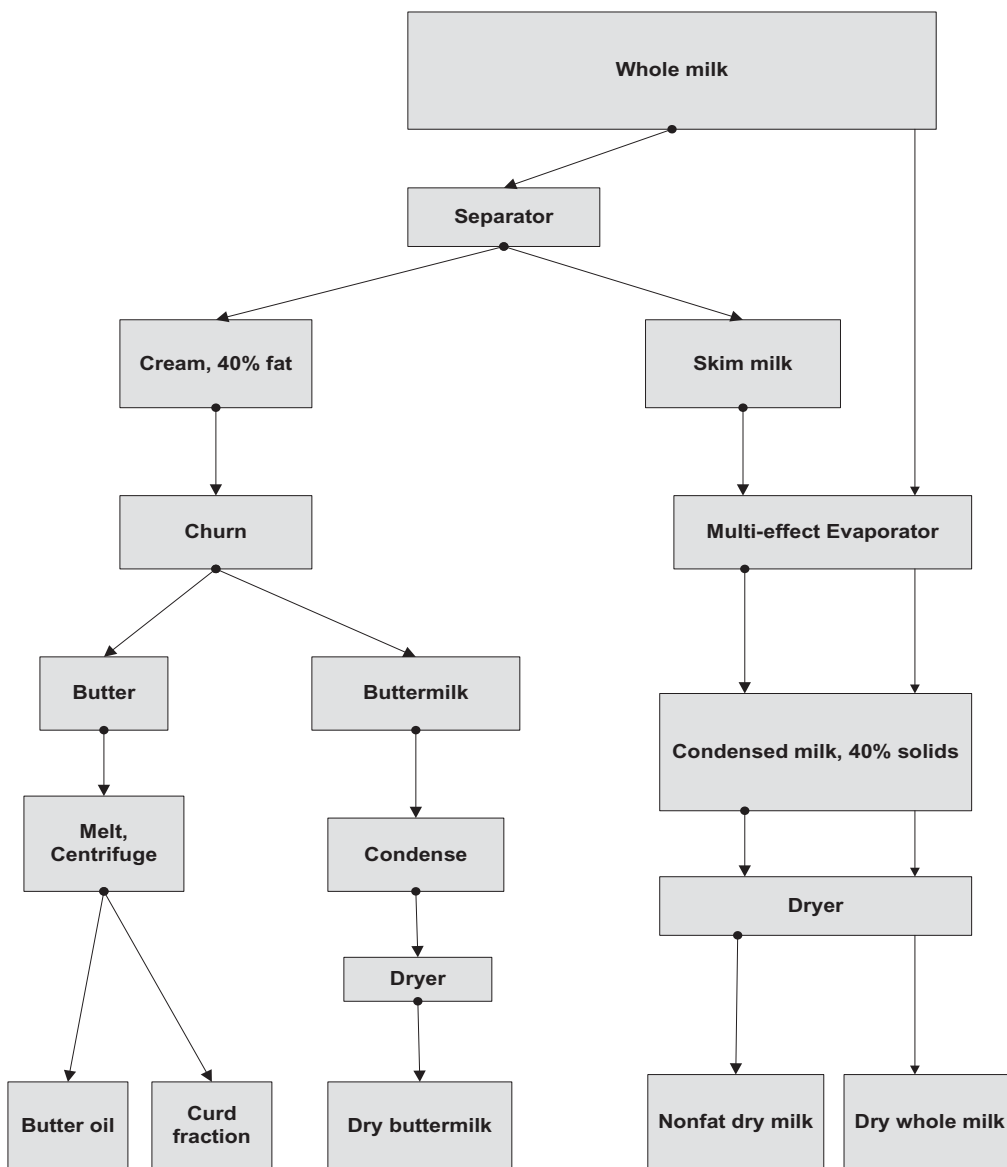 Whole milk
Separator
Cream, 40% fat
Skim milk
Churn
Multi-effect Evaporator
Butter
Buttermilk
Condensed milk, 40% solids
Melt,
Centrifuge
Condense
Dryer
Dryer
Butter oil
Curd
fraction
Dry buttermilk
Nonfat dry milk
Dry whole milk